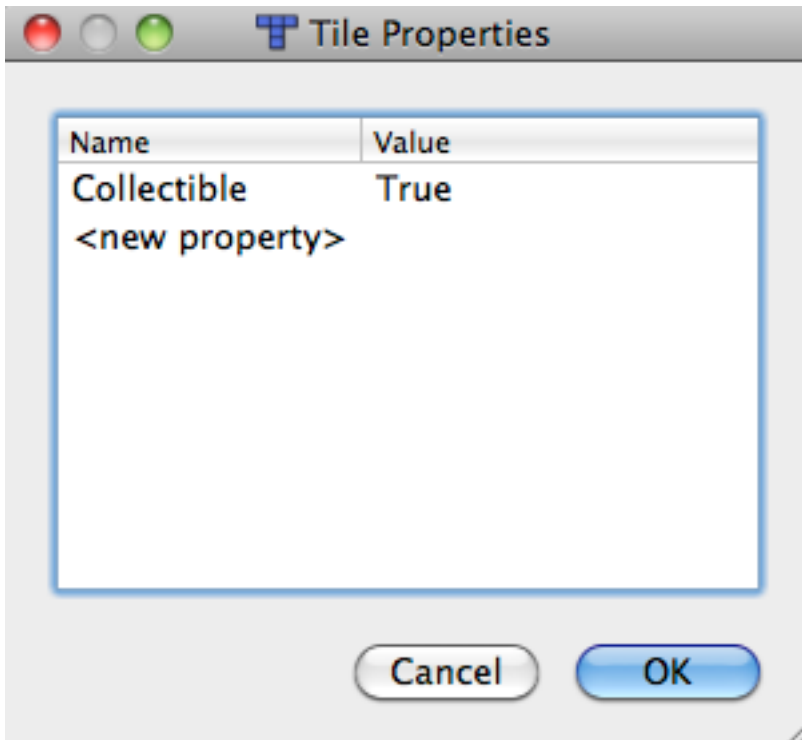 Tile Properties
Name Value
Collectible True
<new property>
Cancel OK